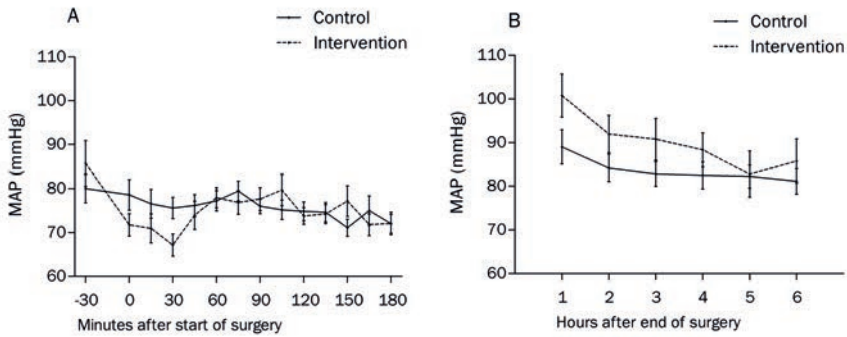 A
Control
Intervention
110
100
90
80
70
60
MAP (mmHg)
-30 0 30 60 90 120 150 180
Minutes after start of surgery
B
Control
Intervention
110
100
90
80
70
60
MAP (mmHg)
1 2 3 4 5 6
Hours after end of surgery